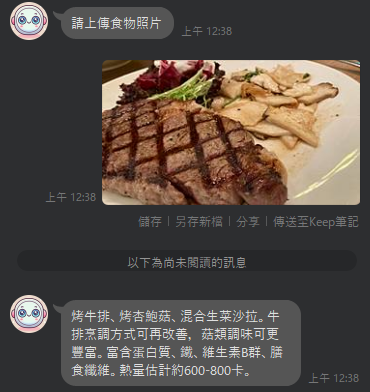 請上傳食物照片
上午 12:38
上午 12:38
儲存｜另存新檔｜分享｜傳送至Keep筆記
以下為尚未閱讀的訊息
烤牛排、烤杏鮑菇、混合生菜沙拉。牛
排烹調方式可再改善，菇類調味可更
豐富。富含蛋白質、鐵、維生素B群、膳
食纖維。熱量估計約600-800卡。
上午 12:38